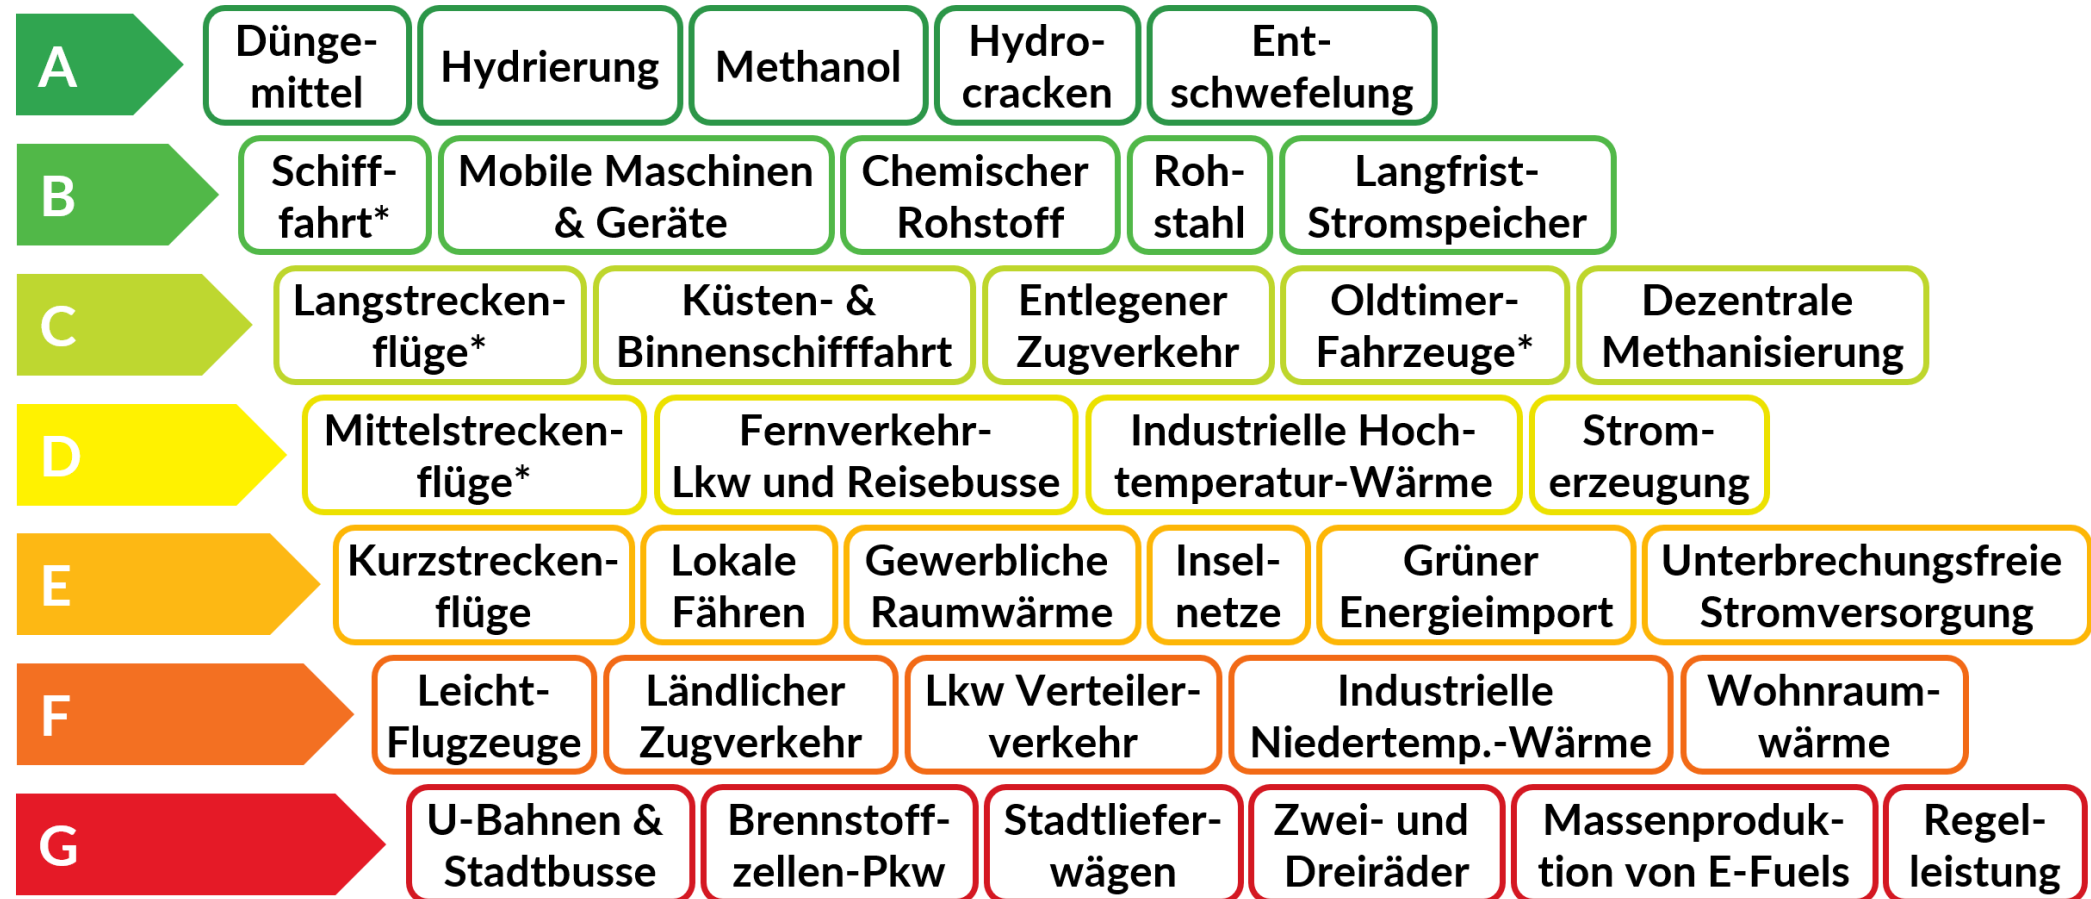 A
Dünge-
mittel
Hydrierung
Methanol
Hydro-
cracken
Ent-
schwefelung
B
Schiff-
fahrt*
Mobile Maschinen
& Geräte
Chemischer
Rohstoff
Roh-
stahl
Langfrist-
Stromspeicher
C
Langstrecken-
flüge*
Küsten- &
Binnenschifffahrt
Entlegener
Zugverkehr
Oldtimer-
Fahrzeuge*
Dezentrale
Methanisierung
D
Mittelstrecken-
flüge*
Fernverkehr-
Lkw und Reisebusse
Industrielle Hoch-
temperatur-Wärme
Strom-
erzeugung
E
Kurzstrecken-
flüge
Lokale
Fähren
Gewerbliche
Raumwärme
Insel-
netze
Grüner
Energieimport
Unterbrechungsfreie
Stromversorgung
F
Leicht-
Flugzeuge
Ländlicher
Zugverkehr
Lkw Verteiler-
verkehr
Industrielle
Niedertemp.-Wärme
Wohnraum-
wärme
G
U-Bahnen &
Stadtbusse
Brennstoff-
zellen-Pkw
Stadtliefer-
wägen
Zwei- und
Dreiräder
Massenproduk-
tion von E-Fuels
Regel-
leistung